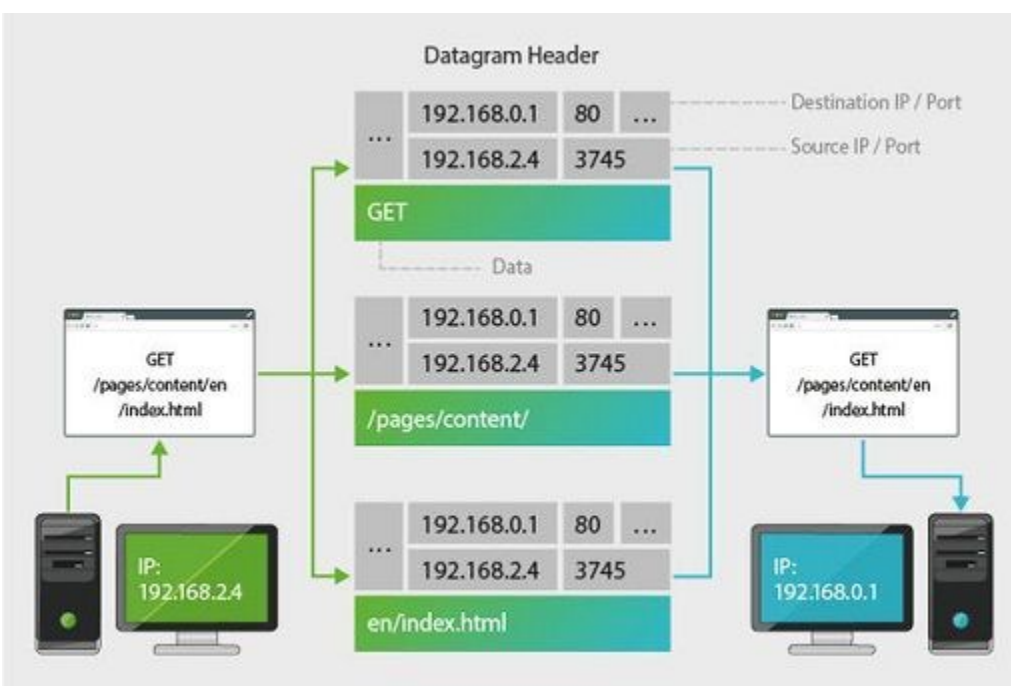 Datagram Header
... 192.168.0.1 80 ...
192.168.2.4 3745
Destination IP / Port
Source IP / Port
GET
Data
... 192.168.0.1 80 ...
192.168.2.4 3745
/pages/content/
... 192.168.0.1 80 ...
192.168.2.4 3745
en/index.html
GET
/pages/content/en
/index.html
IP:
192.168.2.4
GET
/pages/content/en
/index.html
IP:
192.168.0.1